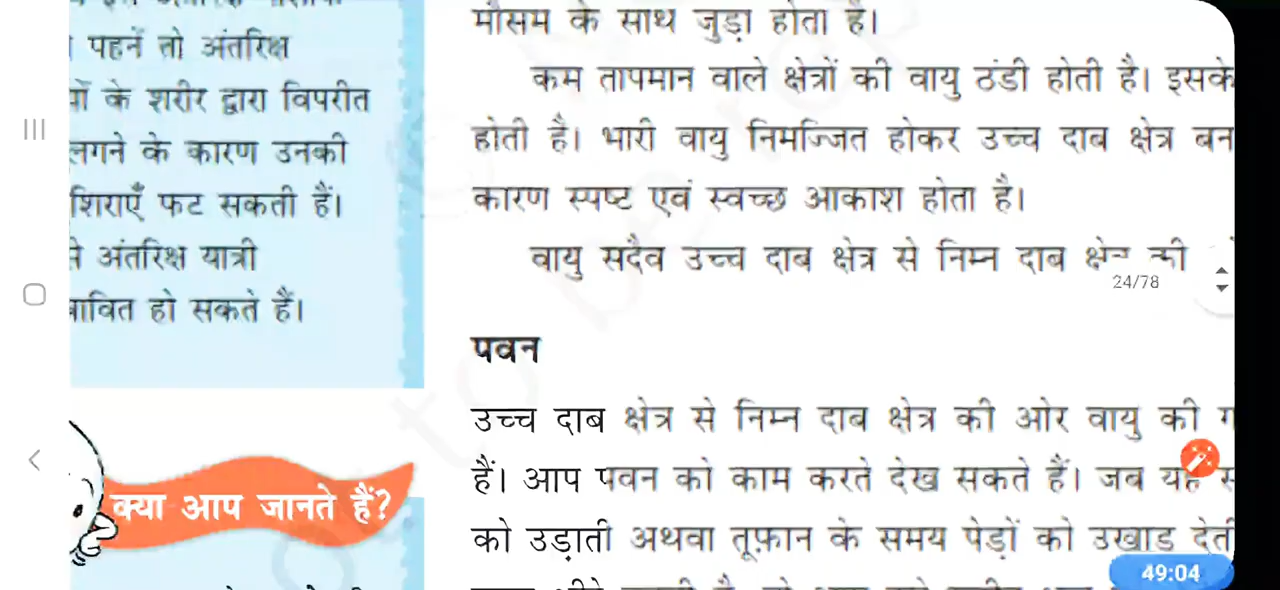 पहनें तो अंतरिक्ष
के शरीर द्वारा विपरीत
लगने के कारण उनकी
शिराएँ फट सकती हैं।
अंतरिक्ष यात्री
हो सकते हैं।
क्या आप जानते हैं?
मौसम के साथ जुड़ा होता है।
कम तापमान वाले क्षेत्रों की वायु ठंडी होती है। इसके
होती है। भारी वायु निमज्जित होकर उच्च दाब क्षेत्र बन
कारण स्पष्ट एवं स्वच्छ आकाश होता है।
वायु सदैव उच्च दाब क्षेत्र से निम्न दाब क्षेत्र की
24/78
पवन
उच्च दाब क्षेत्र से निम्न दाब क्षेत्र की ओर वायु की
हैं। आप पवन को काम करते देख सकते हैं। जब यह
को उड़ाती अथवा तूफ़ान के समय पेड़ों को उखाड़ देती
49:04